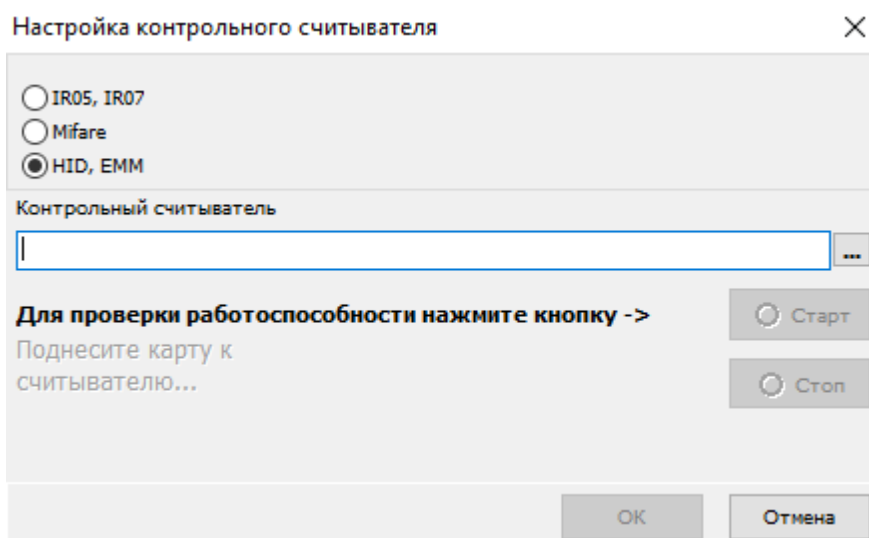 Настройка контрольного считывателя
IR05, IR07
Mifare
HID, EMM
Контрольный считыватель
...
Для проверки работоспособности нажмите кнопку ->
Старт
Поднесите карту к
считывателю...
Стоп
OK
Отмена